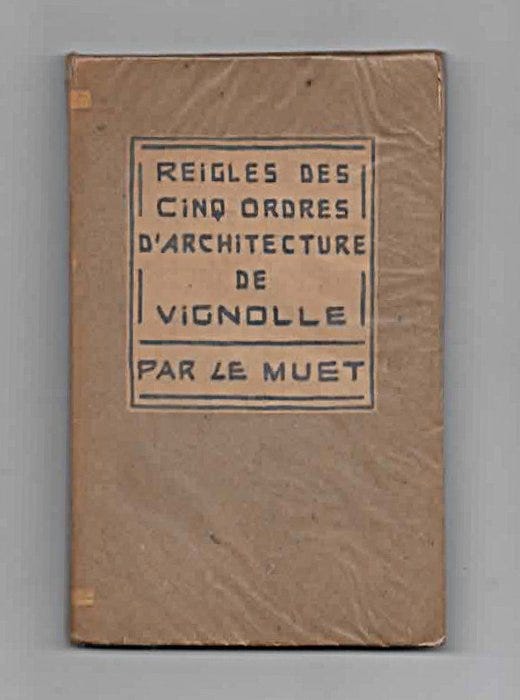 REiGLES DES
CiNQ ORDRES
D'ARCHiTECTURE
DE
ViGNOLLE
PAR LE MUET